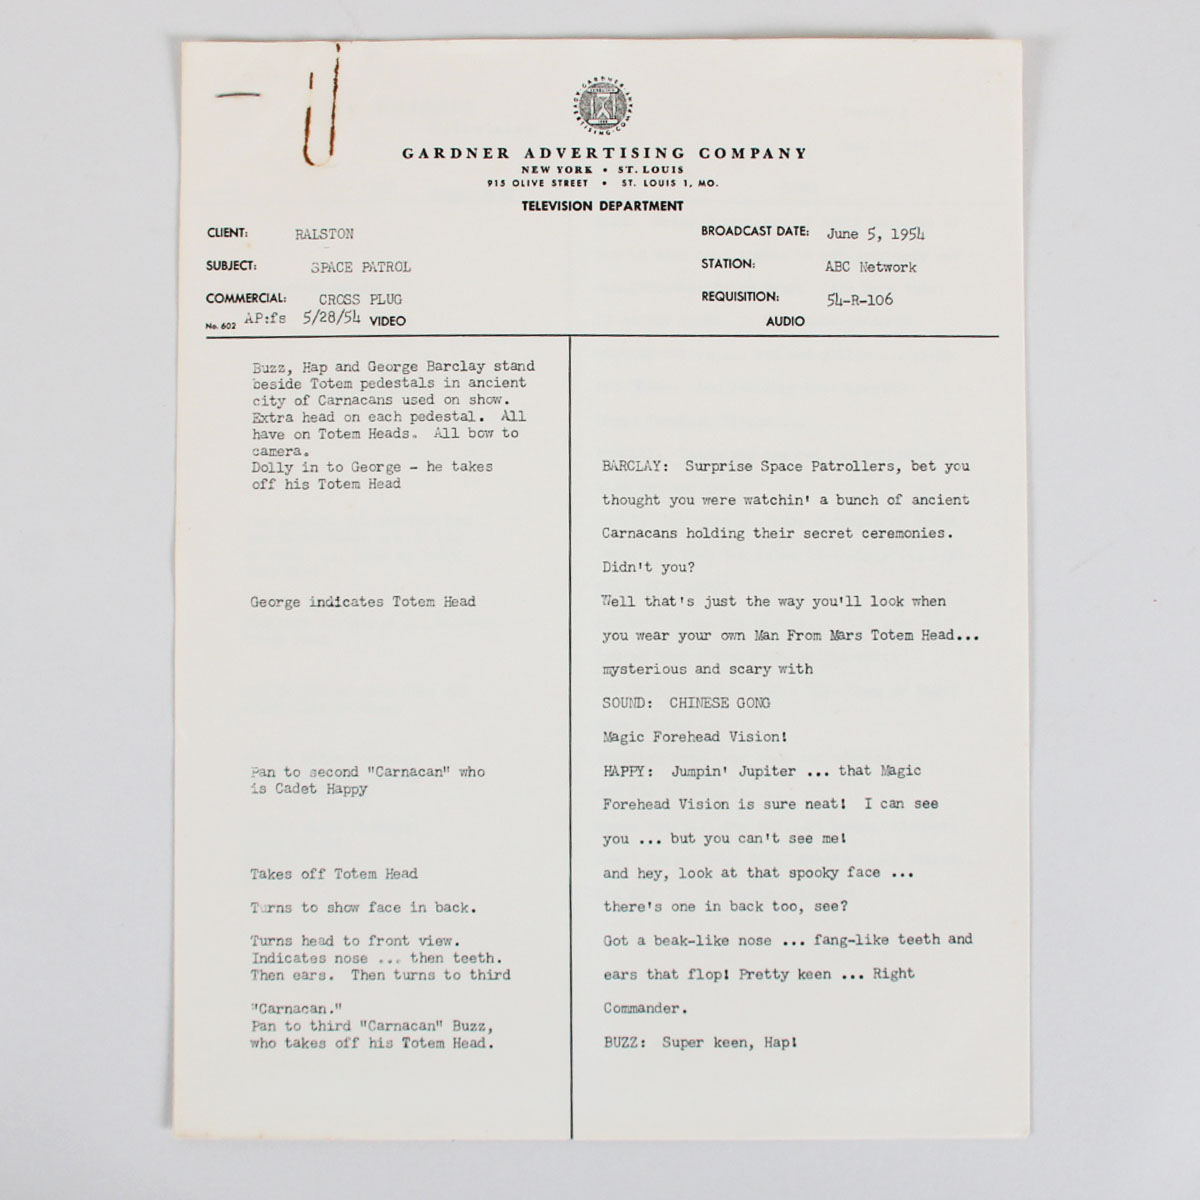 GARDNER ADVERTISING COMPANY
GARDNER ADVERTISING COMPANY
NEW YORK • ST. LOUIS
915 OLIVE STREET • ST. LOUIS 1, MO.
TELEVISION DEPARTMENT
CLIENT: RALSTON
BROADCAST DATE: June 5, 1954
SUBJECT: SPACE PATROL
STATION: ABC Network
COMMERCIAL: CROSS PLUG
REQUISITION: 54-R-106
No. 602 AP:fs 5/28/54 VIDEO
AUDIO
Buzz, Hap and George Barclay stand
beside Totem pedestals in ancient
city of Carnacans used on show.
Extra head on each pedestal. All
have on Totem Heads. All bow to
camera.
Dolly in to George - he takes
off his Totem Head
BARCLAY: Surprise Space Patrollers, bet you
thought you were watchin' a bunch of ancient
Carnacans holding their secret ceremonies.
Didn't you?
George indicates Totem Head
Well that's just the way you'll look when
you wear your own Man From Mars Totem Head...
mysterious and scary with
SOUND: CHINESE GONG
Magic Forehead Vision!
Pan to second "Carnacan" who
is Cadet Happy
HAPPY: Jumpin' Jupiter ... that Magic
Forehead Vision is sure neat! I can see
you ... but you can't see me!
Takes off Totem Head
and hey, look at that spooky face ...
Turns to show face in back.
there's one in back too, see?
Turns head to front view.
Indicates nose ... then teeth.
Then ears. Then turns to third
Got a beak-like nose ... fang-like teeth and
ears that flop! Pretty keen ... Right
"Carnacan."
Commander.
Pan to third "Carnacan" Buzz,
who takes off his Totem Head.
BUZZ: Super keen, Hap!